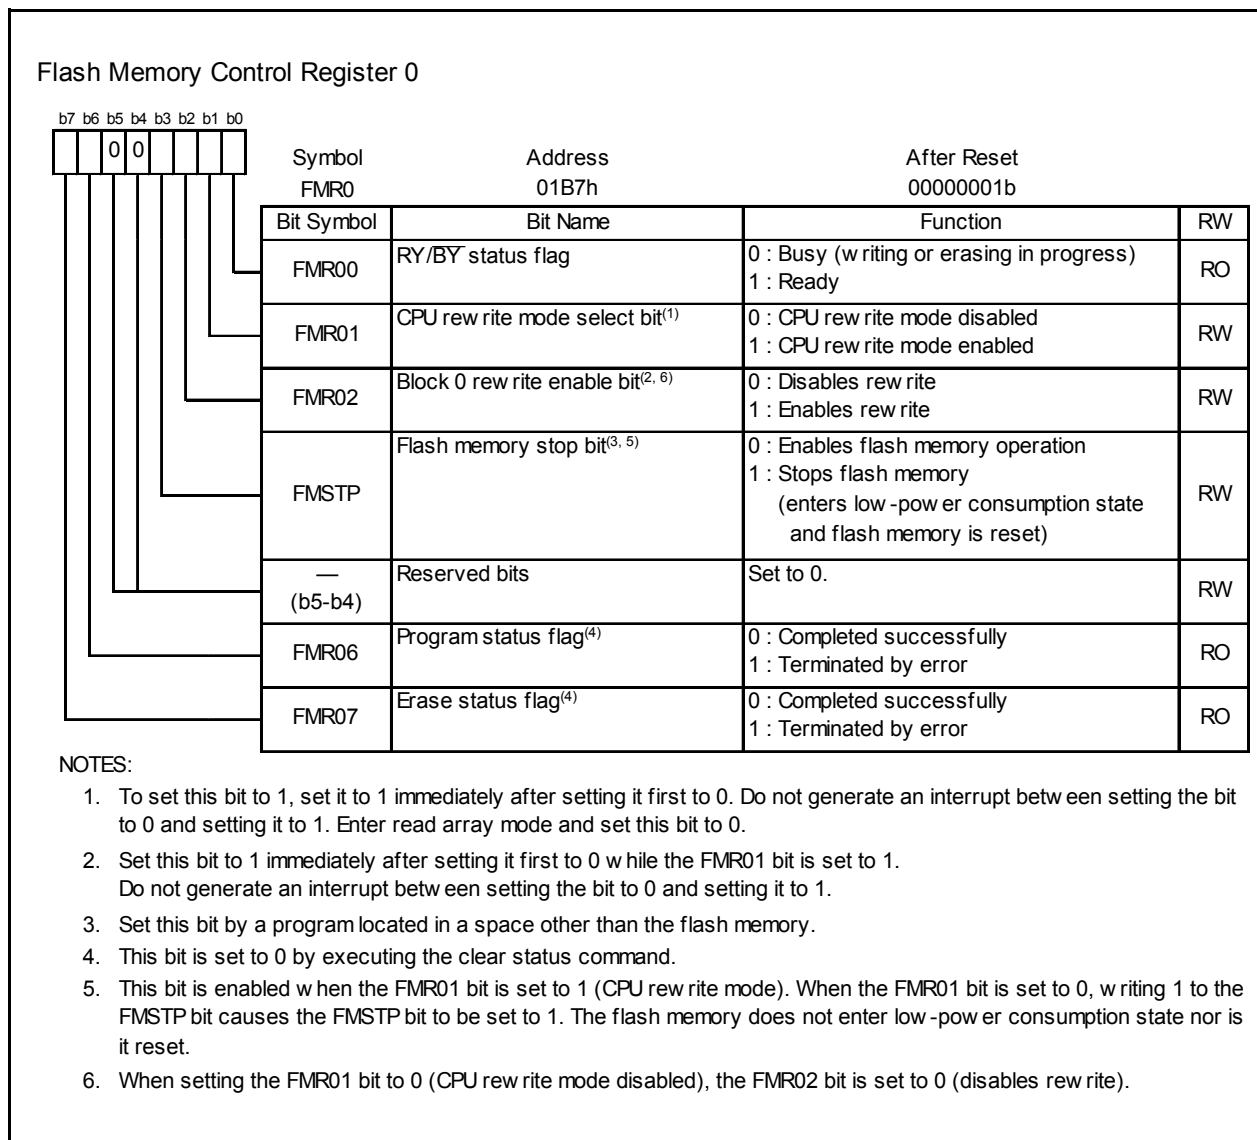 Flash Memory Control Register 0
b7 b6 b5 b4 b3 b2 b1 b0
0 0
Symbol Address After Reset
FMR0 01B7h 00000001b
Bit Symbol Bit Name Function RW
FMR00 RY/BY status flag 0 : Busy (writing or erasing in progress) RO
1 : Ready
FMR01 CPU rewrite mode select bit(1) 0 : CPU rewrite mode disabled RW
1 : CPU rewrite mode enabled
FMR02 Block 0 rewrite enable bit(2, 6) 0 : Disables rewrite RW
1 : Enables rewrite
FMSTP Flash memory stop bit(3, 5) 0 : Enables flash memory operation RW
1 : Stops flash memory
(enters low-power consumption state
and flash memory is reset)
— Reserved bits Set to 0. RW
(b5-b4)
FMR06 Program status flag(4) 0 : Completed successfully RO
1 : Terminated by error
FMR07 Erase status flag(4) 0 : Completed successfully RO
1 : Terminated by error
NOTES:
1. To set this bit to 1, set it to 1 immediately after setting it first to 0. Do not generate an interrupt between setting the bit
to 0 and setting it to 1. Enter read array mode and set this bit to 0.
2. Set this bit to 1 immediately after setting it first to 0 while the FMR01 bit is set to 1.
Do not generate an interrupt between setting the bit to 0 and setting it to 1.
3. Set this bit by a program located in a space other than the flash memory.
4. This bit is set to 0 by executing the clear status command.
5. This bit is enabled when the FMR01 bit is set to 1 (CPU rewrite mode). When the FMR01 bit is set to 0, writing 1 to the
FMSTP bit causes the FMSTP bit to be set to 1. The flash memory does not enter low-power consumption state nor is
it reset.
6. When setting the FMR01 bit to 0 (CPU rewrite mode disabled), the FMR02 bit is set to 0 (disables rewrite).